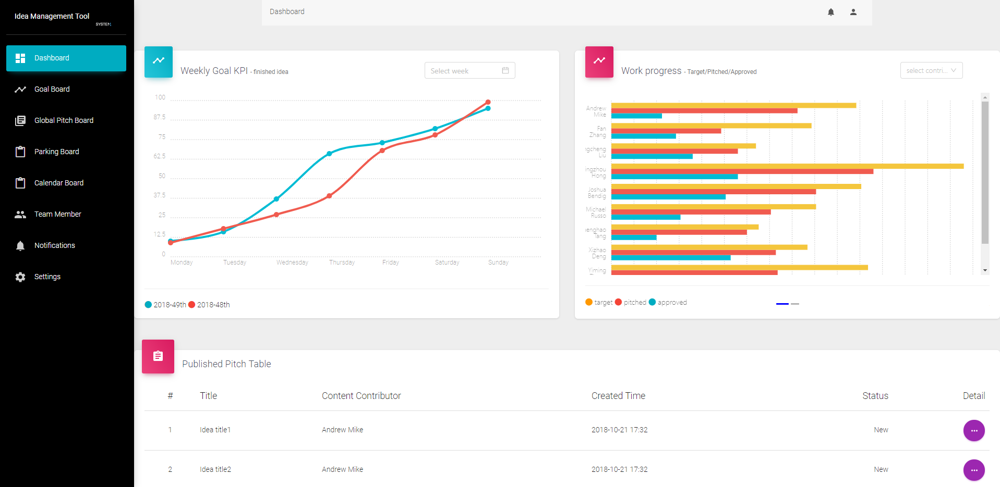 Idea Management Tool
SYSTEM1
Dashboard
Goal Board
Global Pitch Board
Parking Board
Calendar Board
Team Member
Notifications
Settings
Dashboard
Weekly Goal KPI - finished idea
Select week
100
87.5
75
62.5
50
37.5
25
12.5
0
Monday Tuesday Wednesday Thursday Friday Saturday Sunday
2018-49th 2018-48th
Work progress - Target/Pitched/Approved
select contri...
Andrew
Mike
Fan
Zhang
ngcheng
Liu
ingzhou
Hong
Joshua
Bendig
Michael
Russo
enghao
Tang
Xizhao
Deng
Yiming
target pitched approved
Published Pitch Table
# Title Content Contributor Created Time Status Detail
1 Idea title1 Andrew Mike 2018-10-21 17:32 New
2 Idea title2 Andrew Mike 2018-10-21 17:32 New